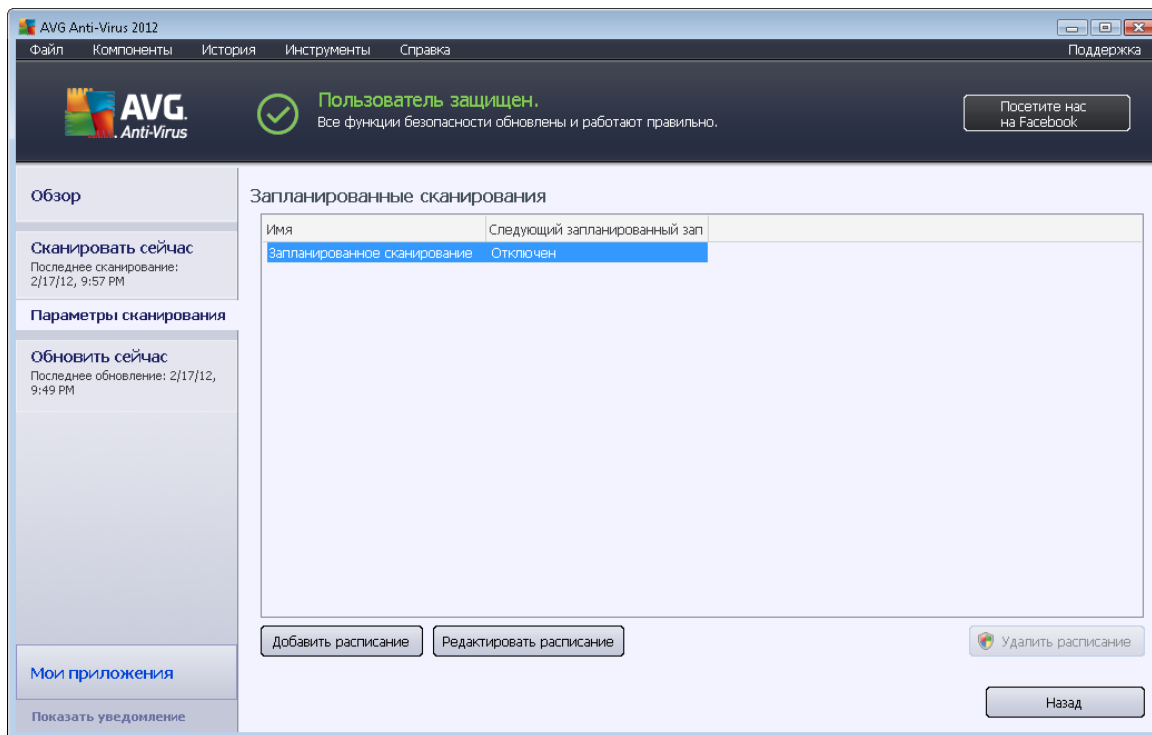 AVG Anti-Virus 2012
Файл Компоненты История Инструменты Справка Поддержка
AVG.
Anti-Virus
Пользователь защищен.
Все функции безопасности обновлены и работают правильно.
Посетите нас
на Facebook
Обзор
Сканировать сейчас
Последнее сканирование:
2/17/12, 9:57 PM
Параметры сканирования
Обновить сейчас
Последнее обновление: 2/17/12,
9:49 PM
Мои приложения
Показать уведомление
Запланированные сканирования
Имя Следующий запланированный зап
Запланированное сканирование Отключен
Добавить расписание Редактировать расписание Удалить расписание
Назад